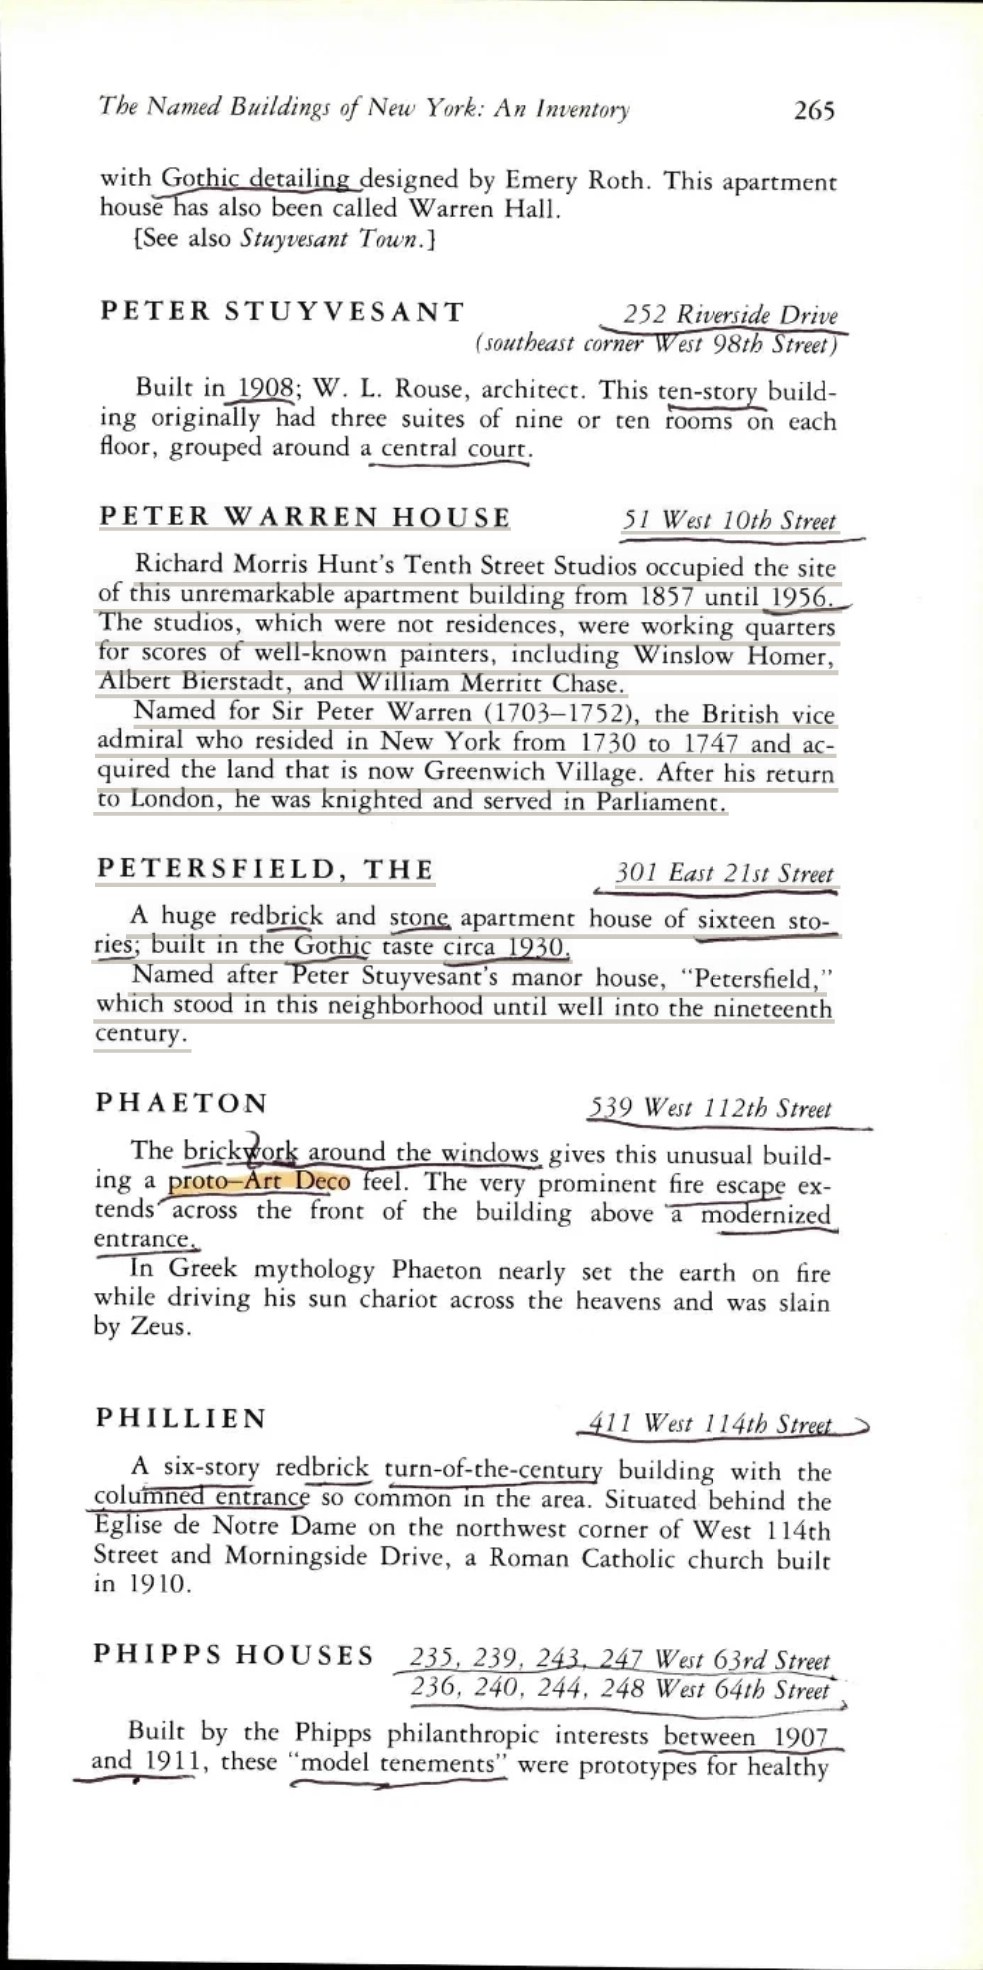 The Named Buildings of New York: An Inventory 265
with Gothic detailing designed by Emery Roth. This apartment
house has also been called Warren Hall.
[See also Stuyvesant Town.]
PETER STUYVESANT 252 Riverside Drive
(southeast corner West 98th Street)
Built in 1908; W. L. Rouse, architect. This ten-story build-
ing originally had three suites of nine or ten rooms on each
floor, grouped around a central court.
PETER WARREN HOUSE 51 West 10th Street
Richard Morris Hunt's Tenth Street Studios occupied the site
of this unremarkable apartment building from 1857 until 1956.
The studios, which were not residences, were working quarters
for scores of well-known painters, including Winslow Homer,
Albert Bierstadt, and William Merritt Chase.
Named for Sir Peter Warren (1703–1752), the British vice
admiral who resided in New York from 1730 to 1747 and ac-
quired the land that is now Greenwich Village. After his return
to London, he was knighted and served in Parliament.
PETERSFIELD, THE 301 East 21st Street
A huge redbrick and stone apartment house of sixteen sto-
ries; built in the Gothic taste circa 1930.
Named after Peter Stuyvesant's manor house, "Petersfield,"
which stood in this neighborhood until well into the nineteenth
century.
PHAETON 539 West 112th Street
The brickwork around the windows gives this unusual build-
ing a proto–Art Deco feel. The very prominent fire escape ex-
tends across the front of the building above a modernized
entrance.
In Greek mythology Phaeton nearly set the earth on fire
while driving his sun chariot across the heavens and was slain
by Zeus.
PHILLIEN 411 West 114th Street
A six-story redbrick turn-of-the-century building with the
columned entrance so common in the area. Situated behind the
Eglise de Notre Dame on the northwest corner of West 114th
Street and Morningside Drive, a Roman Catholic church built
in 1910.
PHIPPS HOUSES 235, 239, 243, 247 West 63rd Street
236, 240, 244, 248 West 64th Street
Built by the Phipps philanthropic interests between 1907
and 1911, these "model tenements" were prototypes for healthy